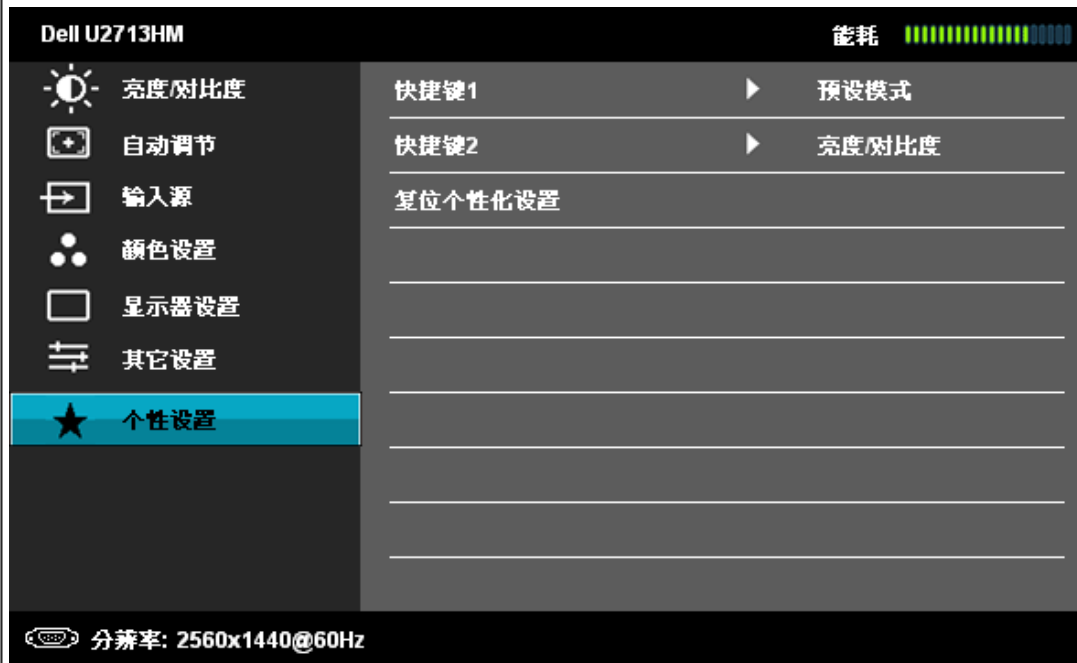 Dell U2713HM 能耗
亮度/对比度 快捷键1 预设模式
自动调节 快捷键2 亮度/对比度
输入源 复位个性化设置
颜色设置
显示器设置
其它设置
个性设置
分辨率: 2560x1440@60Hz